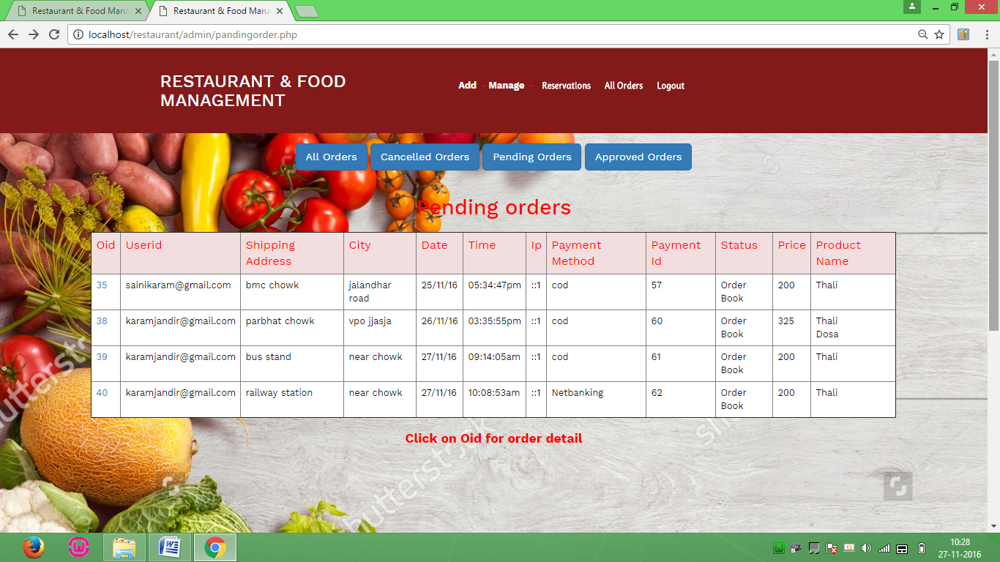 Restaurant & Food Mana
Restaurant & Food Mana
localhost/restaurant/admin/pandingorder.php
RESTAURANT & FOOD
MANAGEMENT
Add Manage Reservations All Orders Logout
All Orders Cancelled Orders Pending Orders Approved Orders
Pending orders
Oid Userid Shipping Address City Date Time Ip Payment Method Payment Id Status Price Product Name
35 sainikaram@gmail.com bmc chowk jalandhar road 25/11/16 05:34:47pm ::1 cod 57 Order Book 200 Thali
38 karamjandir@gmail.com parbhat chowk vpo jjasja 26/11/16 03:35:55pm ::1 cod 60 Order Book 325 Thali Dosa
39 karamjandir@gmail.com bus stand near chowk 27/11/16 09:14:05am ::1 cod 61 Order Book 200 Thali
40 karamjandir@gmail.com railway station near chowk 27/11/16 10:08:53am ::1 Netbanking 62 Order Book 200 Thali
Click on Oid for order detail
shutterstock
10:28
27-11-2016